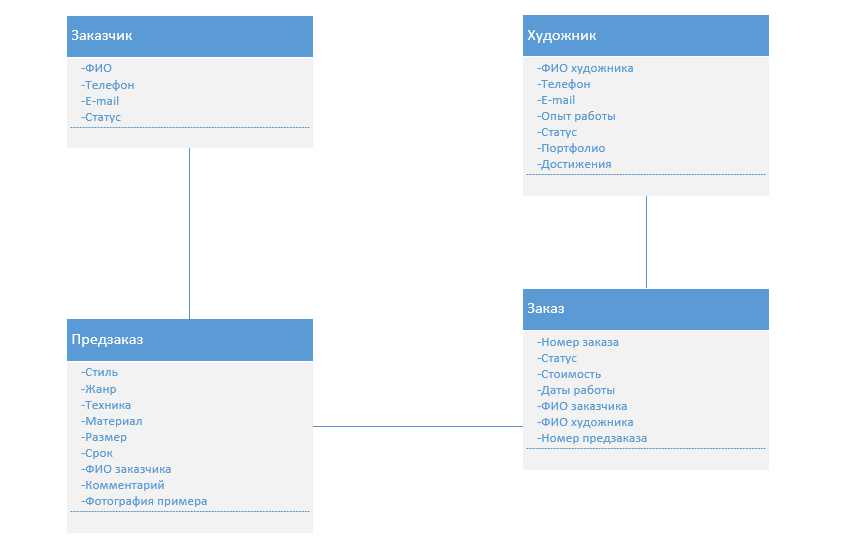 Заказчик
-ФИО
-Телефон
-E-mail
-Статус
Художник
-ФИО художника
-Телефон
-E-mail
-Опыт работы
-Статус
-Портфолио
-Достижения
Предзаказ
-Стиль
-Жанр
-Техника
-Материал
-Размер
-Срок
-ФИО заказчика
-Комментарий
-Фотография примера
Заказ
-Номер заказа
-Статус
-Стоимость
-Даты работы
-ФИО заказчика
-ФИО художника
-Номер предзаказа